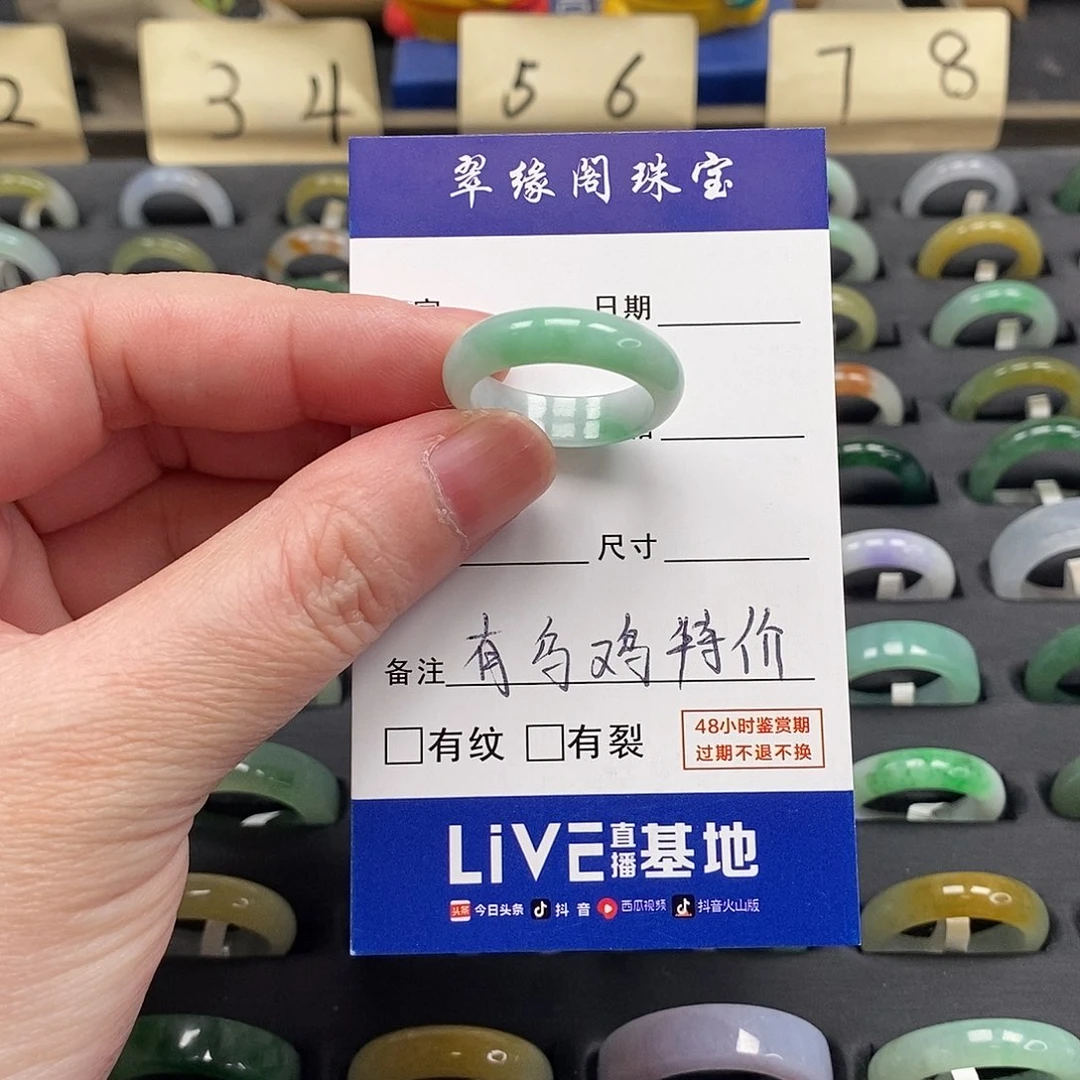 2
3 4
5 6
7 8
翠缘阁珠宝
日期
尺寸
备注 有乌鸡特价
有纹 有裂
48小时鉴赏期
过期不退不换
LiVE直播基地
头条 今日头条 抖音 西瓜视频 抖音火山版